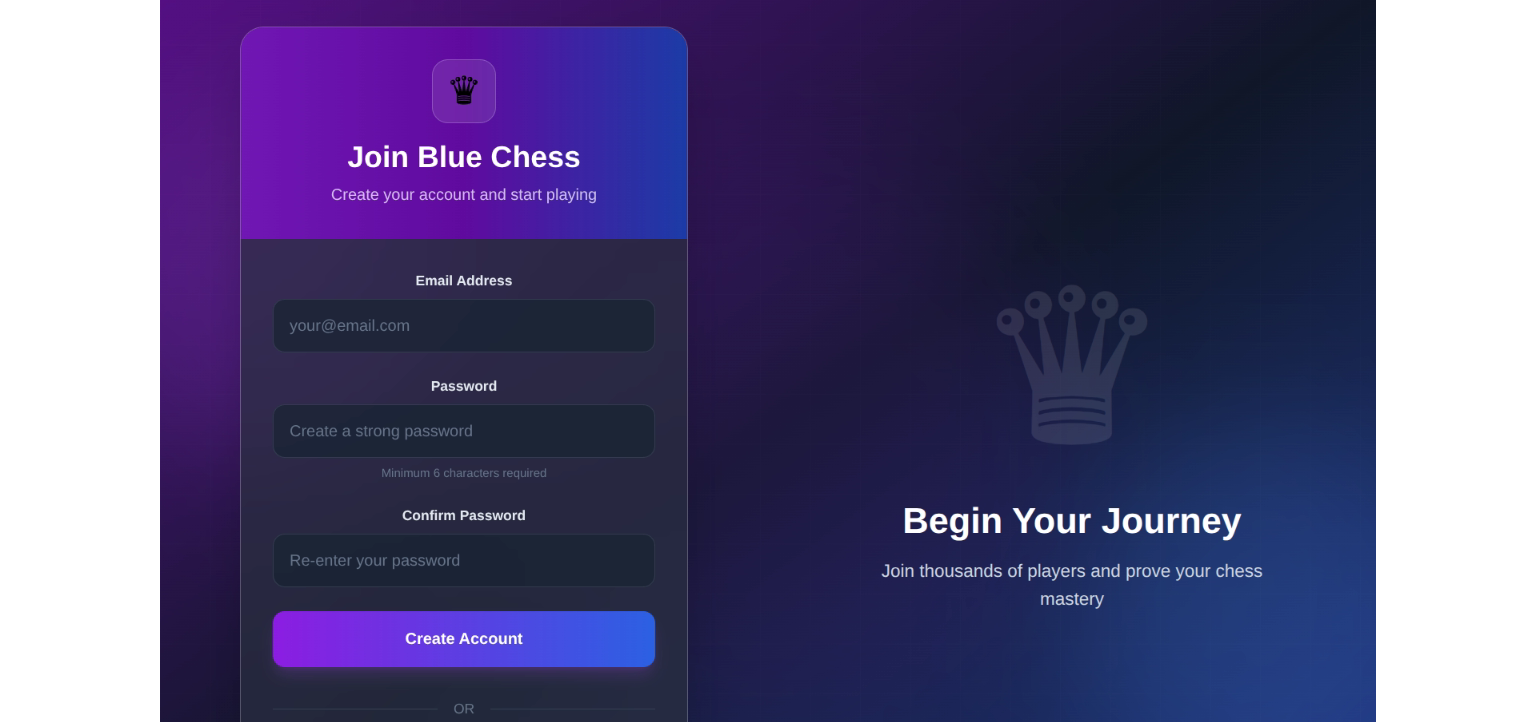 Join Blue Chess
Create your account and start playing
Email Address
your@email.com
Password
Create a strong password
Minimum 6 characters required
Confirm Password
Re-enter your password
Create Account
OR
Begin Your Journey
Join thousands of players and prove your chess
mastery